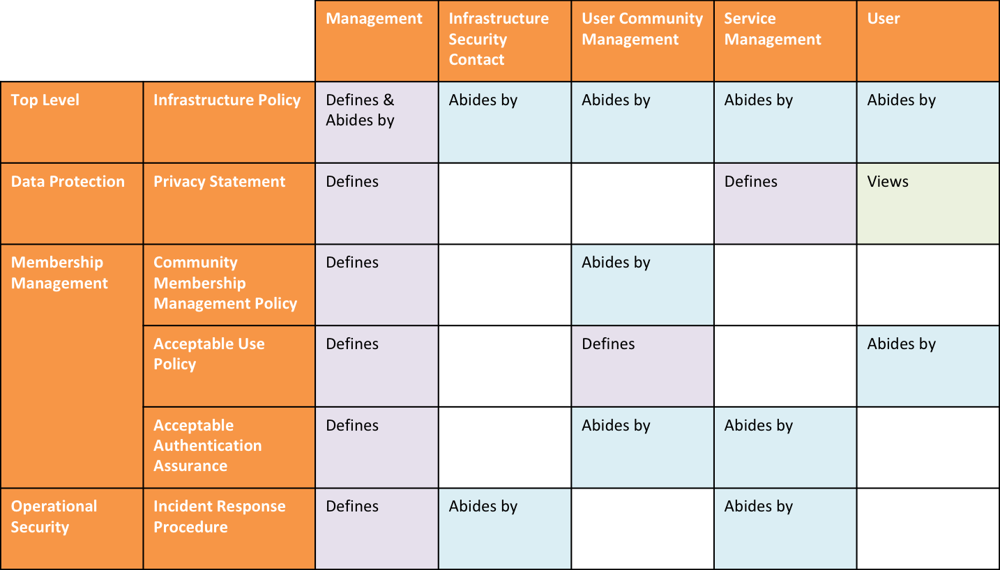 Management
Infrastructure
Security
Contact
User Community
Management
Service
Management
User
Top Level
Infrastructure Policy
Defines &
Abides by
Abides by
Abides by
Abides by
Abides by
Data Protection
Privacy Statement
Defines
Defines
Views
Membership
Management
Community
Membership
Management Policy
Defines
Abides by
Acceptable Use
Policy
Defines
Defines
Abides by
Acceptable
Authentication
Assurance
Defines
Abides by
Abides by
Operational
Security
Incident Response
Procedure
Defines
Abides by
Abides by